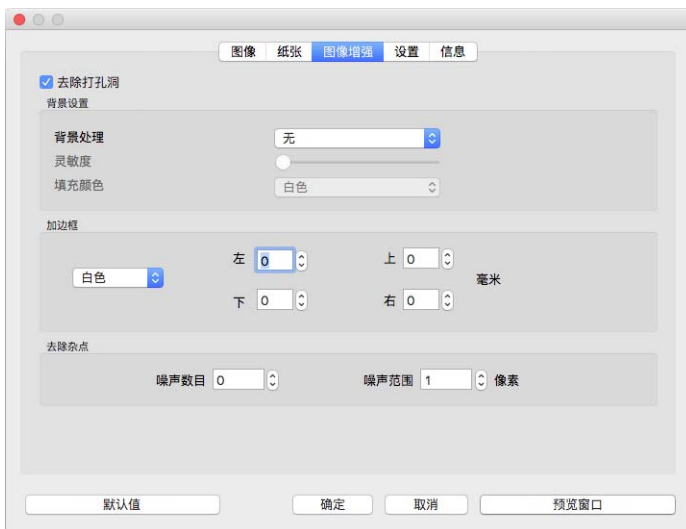 图像 纸张 图像增强 设置 信息
去除打孔洞
背景设置
背景处理 无
灵敏度
填充颜色 白色
加边框
左 0 上 0
白色 毫米
下 0 右 0
去除杂点
噪声数目 0 噪声范围 1 像素
默认值 确定 取消 预览窗口